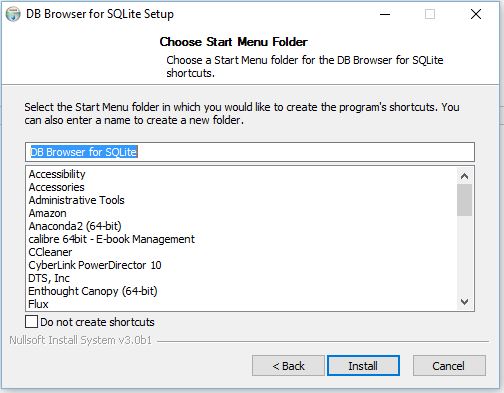 DB Browser for SQLite Setup
Choose Start Menu Folder
Choose a Start Menu folder for the DB Browser for SQLite
shortcuts.
Select the Start Menu folder in which you would like to create the program's shortcuts. You
can also enter a name to create a new folder.
DB Browser for SQLite
Accessibility
Accessories
Administrative Tools
Amazon
Anaconda2 (64-bit)
calibre 64bit - E-book Management
CCleaner
CyberLink PowerDirector 10
DTS, Inc
Enthought Canopy (64-bit)
Flux
Do not create shortcuts
Nullsoft Install System v3.0b1
< Back
Install
Cancel